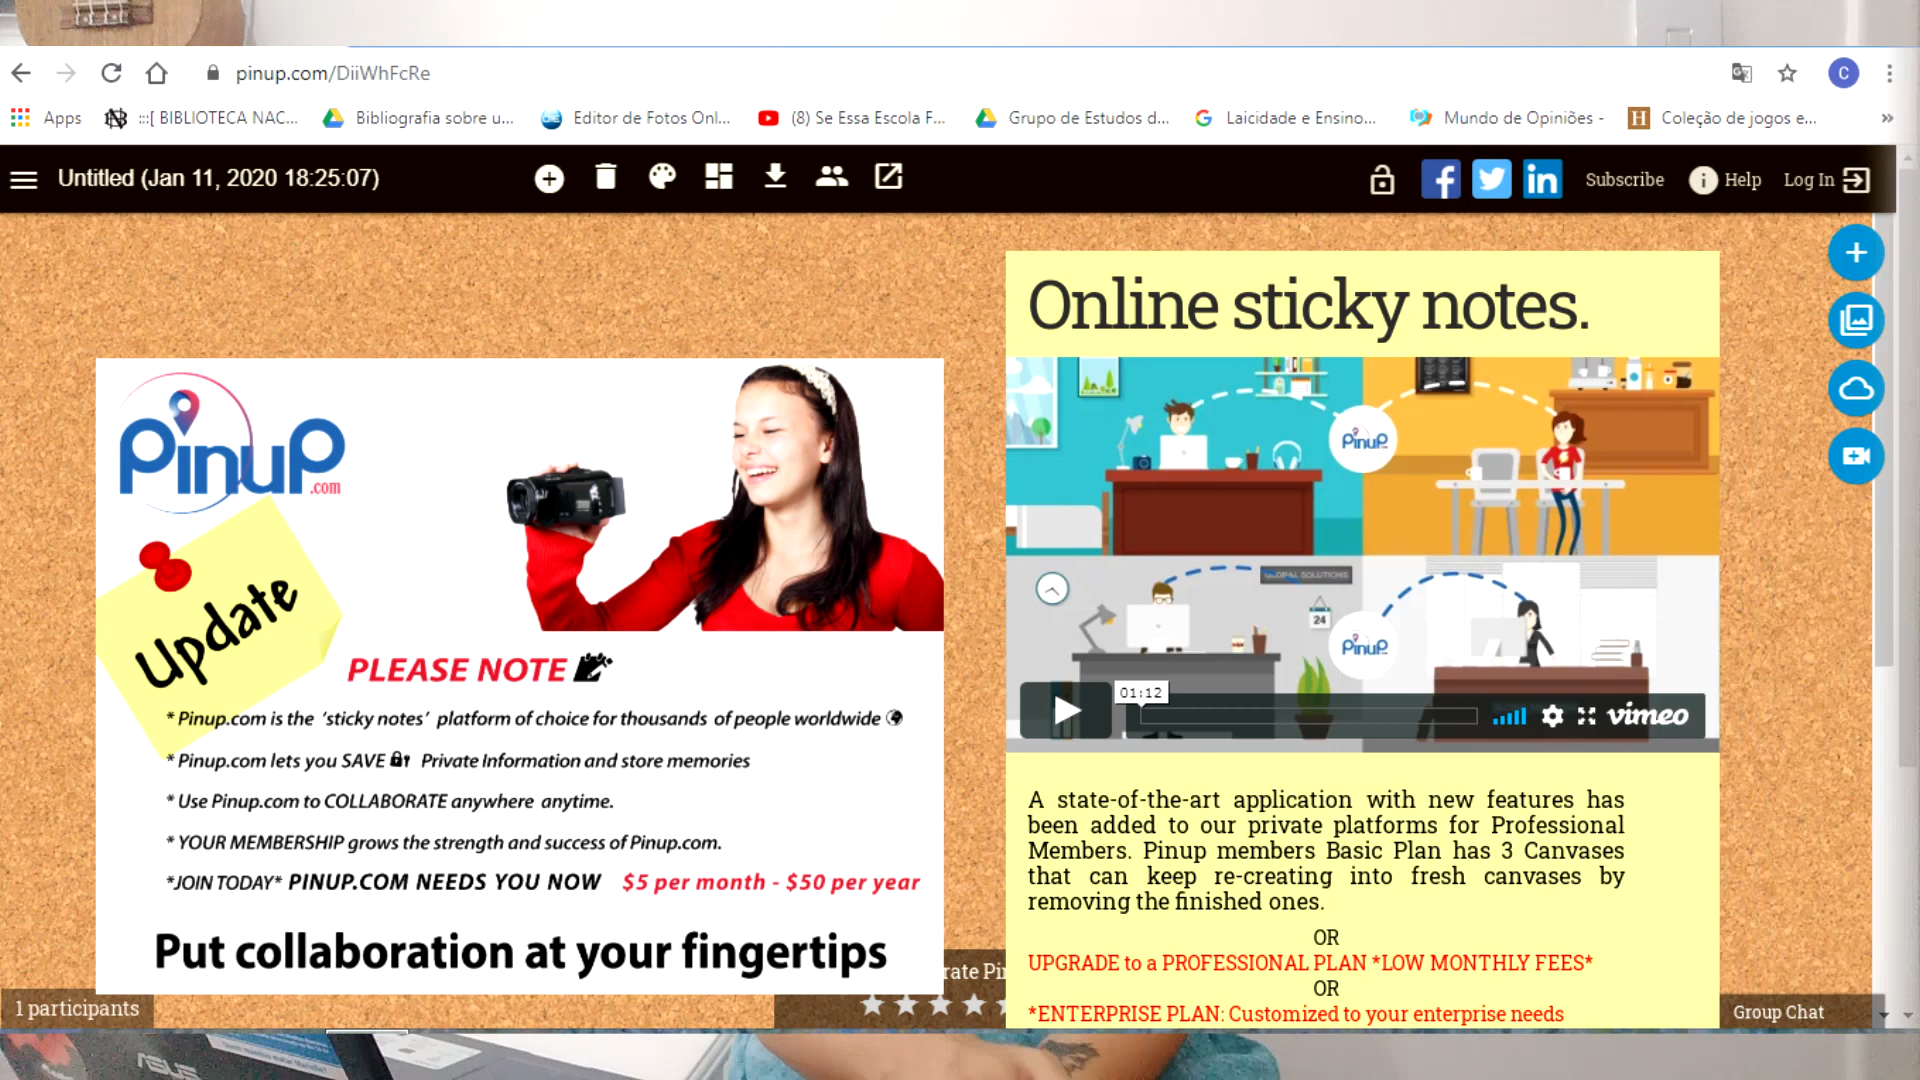 pinup.com/DiiWhFcRe
C
Apps
:::[ BIBLIOTECA NAC...
Bibliografia sobre u...
Editor de Fotos Onl...
(8) Se Essa Escola F...
Grupo de Estudos d...
Laicidade e Ensino...
Mundo de Opiniões -
Coleção de jogos e...
Untitled (Jan 11, 2020 18:25:07)
Subscribe
Help
Log In
Online sticky notes.
PinuP
.com
Update
PLEASE NOTE
* Pinup.com is the 'sticky notes' platform of choice for thousands of people worldwide
* Pinup.com lets you SAVE Private Information and store memories
* Use Pinup.com to COLLABORATE anywhere anytime.
* YOUR MEMBERSHIP grows the strength and success of Pinup.com.
*JOIN TODAY* PINUP.COM NEEDS YOU NOW $5 per month - $50 per year
Put collaboration at your fingertips
PinuP
GLOBAL SOLUTIONS
24
PinuP
01:12
vimeo
A state-of-the-art application with new features has
been added to our private platforms for Professional
Members. Pinup members Basic Plan has 3 Canvases
that can keep re-creating into fresh canvases by
removing the finished ones.
OR
UPGRADE to a PROFESSIONAL PLAN *LOW MONTHLY FEES*
OR
*ENTERPRISE PLAN: Customized to your enterprise needs
rate Pi
1 participants
Group Chat
ASUS